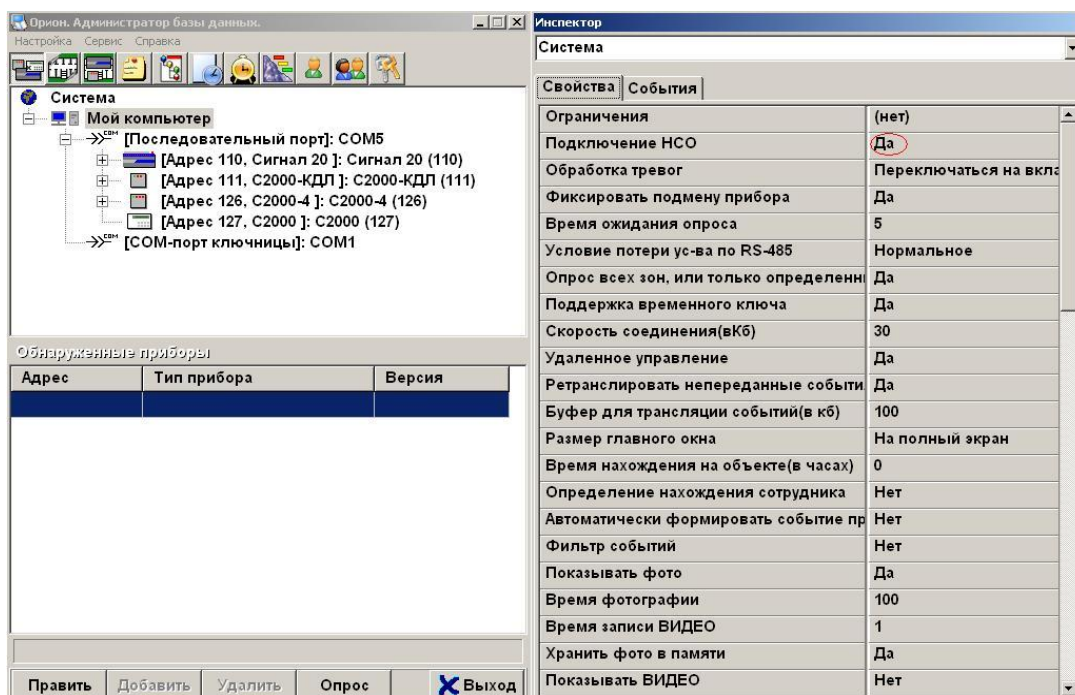 Орион. Администратор базы данных.
Настройка Сервис Справка
Система
Мой компьютер
[Последовательный порт]: COM5
[Адрес 110, Сигнал 20 ]: Сигнал 20 (110)
[Адрес 111, С2000-КДЛ ]: С2000-КДЛ (111)
[Адрес 126, С2000-4 ]: С2000-4 (126)
[Адрес 127, С2000 ]: С2000 (127)
[COM-порт ключницы]: COM1
Обнаруженные приборы
Адрес Тип прибора Версия
Править Добавить Удалить Опрос Выход
Инспектор
Система
Свойства События
Ограничения (нет)
Подключение НСО Да
Обработка тревог Переключаться на вкла
Фиксировать подмену прибора Да
Время ожидания опроса 5
Условие потери ус-ва по RS-485 Нормальное
Опрос всех зон, или только определенн Да
Поддержка временного ключа Да
Скорость соединения(вКб) 30
Удаленное управление Да
Ретранслировать непереданные событи Да
Буфер для трансляции событий(в кб) 100
Размер главного окна На полный экран
Время нахождения на объекте(в часах) 0
Определение нахождения сотрудника Нет
Автоматически формировать событие пр Нет
Фильтр событий Нет
Показывать фото Да
Время фотографии 100
Время записи ВИДЕО 1
Хранить фото в памяти Да
Показывать ВИДЕО Нет